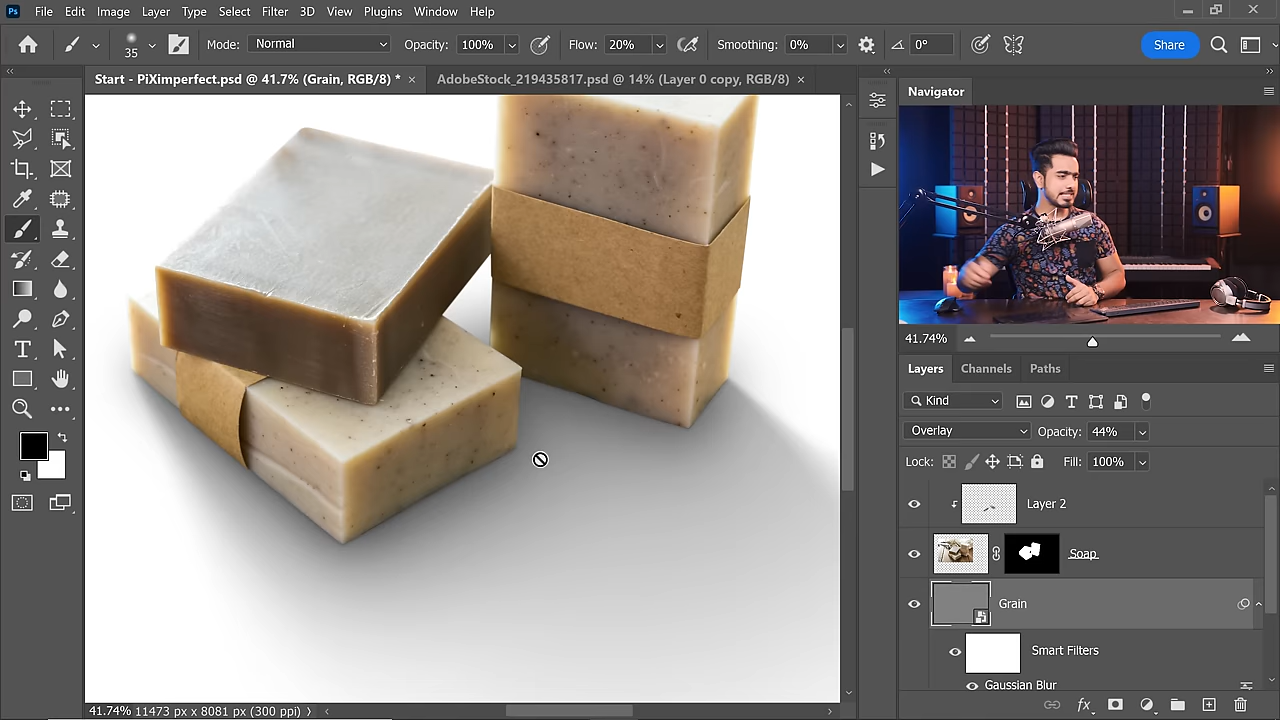 Ps File Edit Image Layer Type Select Filter 3D View Plugins Window Help
35 Mode: Normal Opacity: 100% Flow: 20% Smoothing: 0% 0° Share
Start - PiXimperfect.psd @ 41.7% (Grain, RGB/8) * × AdobeStock_219435817.psd @ 14% (Layer 0 copy, RGB/8) ×
Navigator
41.74%
Layers Channels Paths
Kind
Overlay Opacity: 44%
Lock: Fill: 100%
Layer 2
Soap
Grain
Smart Filters
Gaussian Blur
41.74% 11473 px x 8081 px (300 ppi)